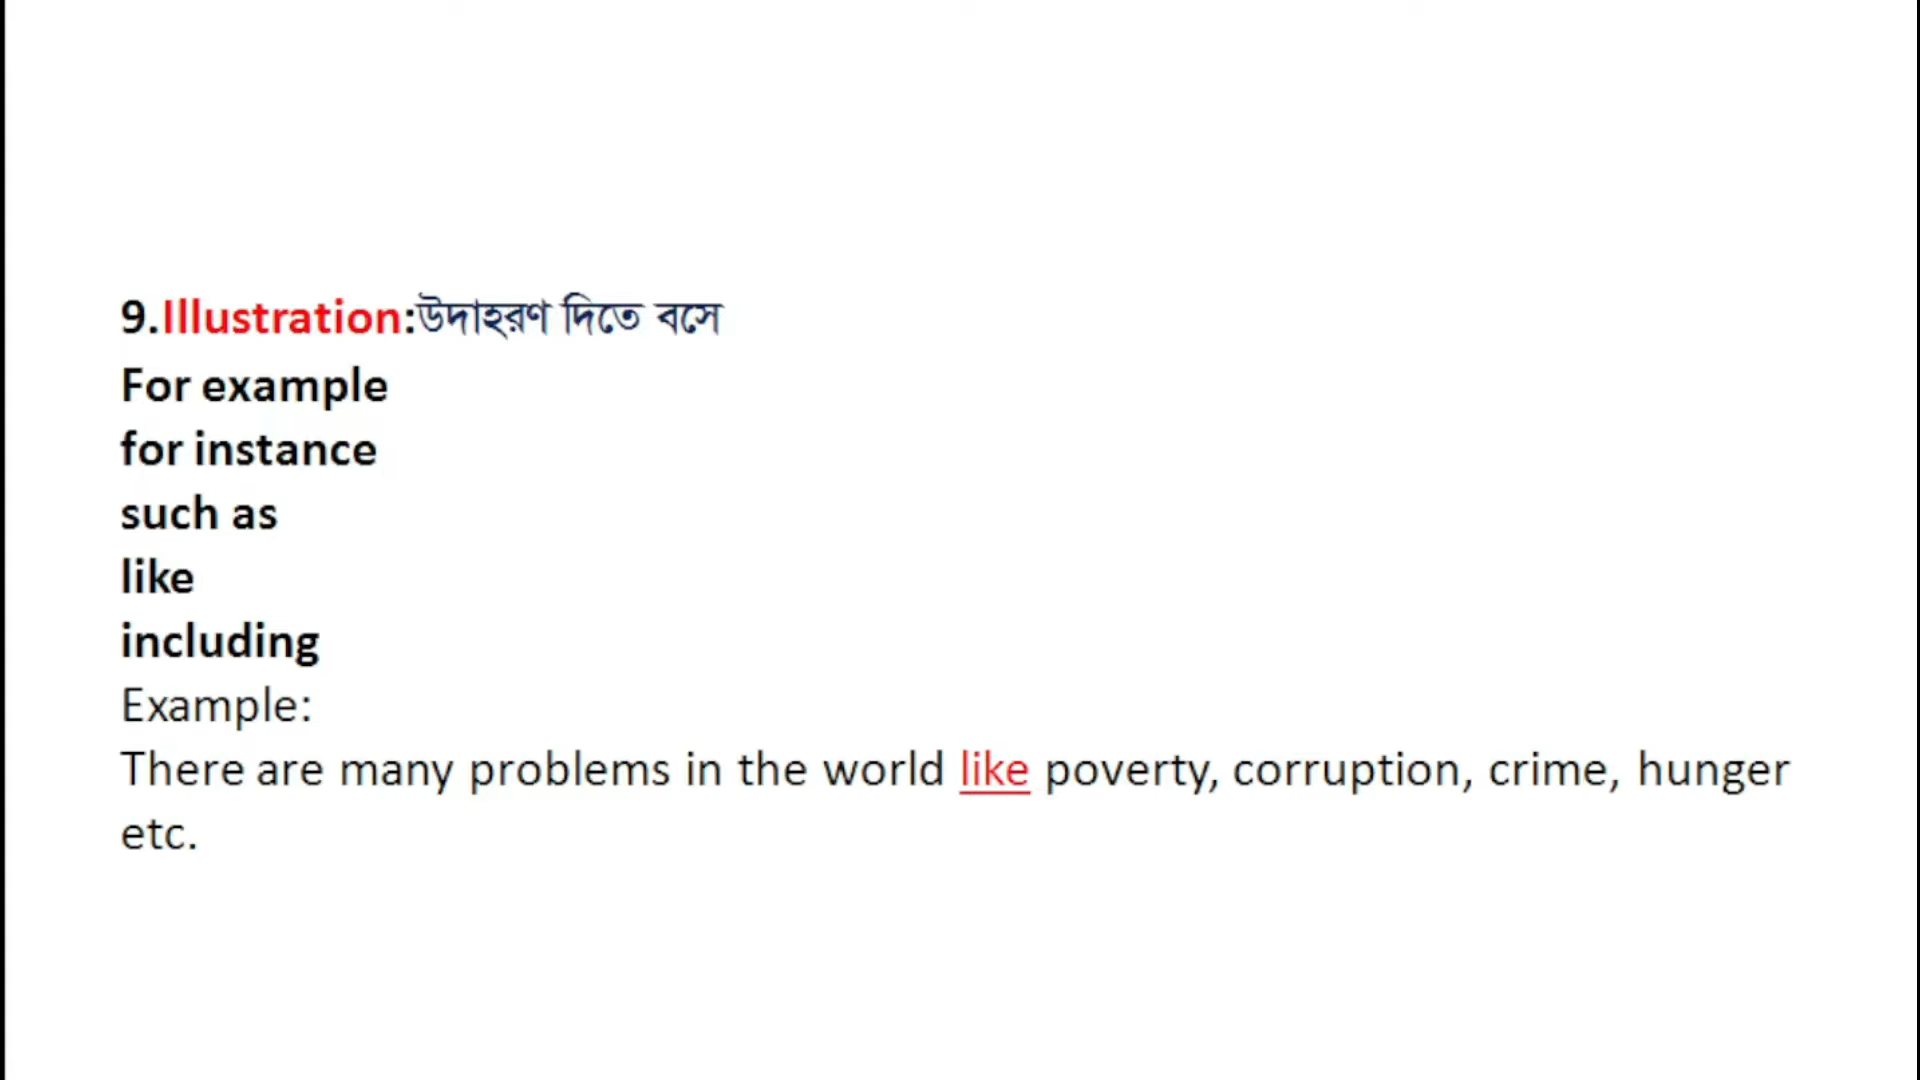 9.Illustration:উদাহরণ দিতে বসে
For example
for instance
such as
like
including
Example:
There are many problems in the world like poverty, corruption, crime, hunger
etc.